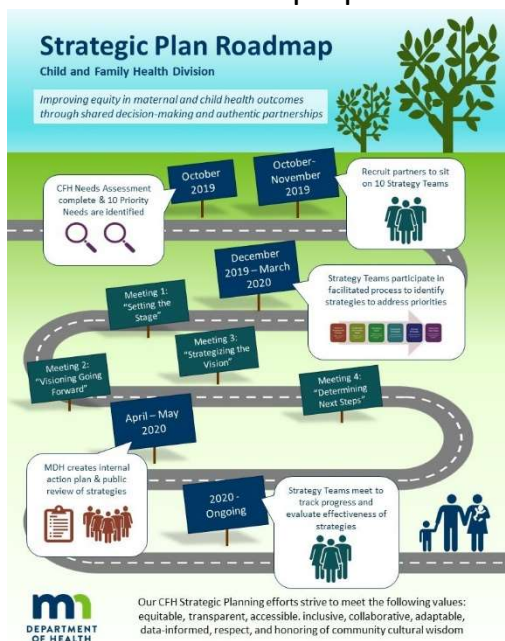 Strategic Plan Roadmap
Child and Family Health Division
Improving equity in maternal and child health outcomes
through shared decision-making and authentic partnerships
October
2019
October-
November
2019
CFH Needs Assessment
complete & 10 Priority
Needs are identified
Recruit partners to sit
on 10 Strategy Teams
December
2019 – March
2020
Strategy Teams participate in
facilitated process to identify
strategies to address priorities
Meeting 1:
"Setting the
Stage"
Meeting 2:
"Visioning Going
Forward"
Meeting 3:
"Strategizing the
Vision"
Meeting 4:
"Determining
Next Steps"
April – May
2020
MDH creates internal
action plan & public
review of strategies
2020 -
Ongoing
Strategy Teams meet to
track progress and
evaluate effectiveness of
strategies
DEPARTMENT
OF HEALTH
Our CFH Strategic Planning efforts strive to meet the following values:
equitable, transparent, accessible. inclusive, collaborative, adaptable,
data-informed, respect, and honoring of community cultural wisdom